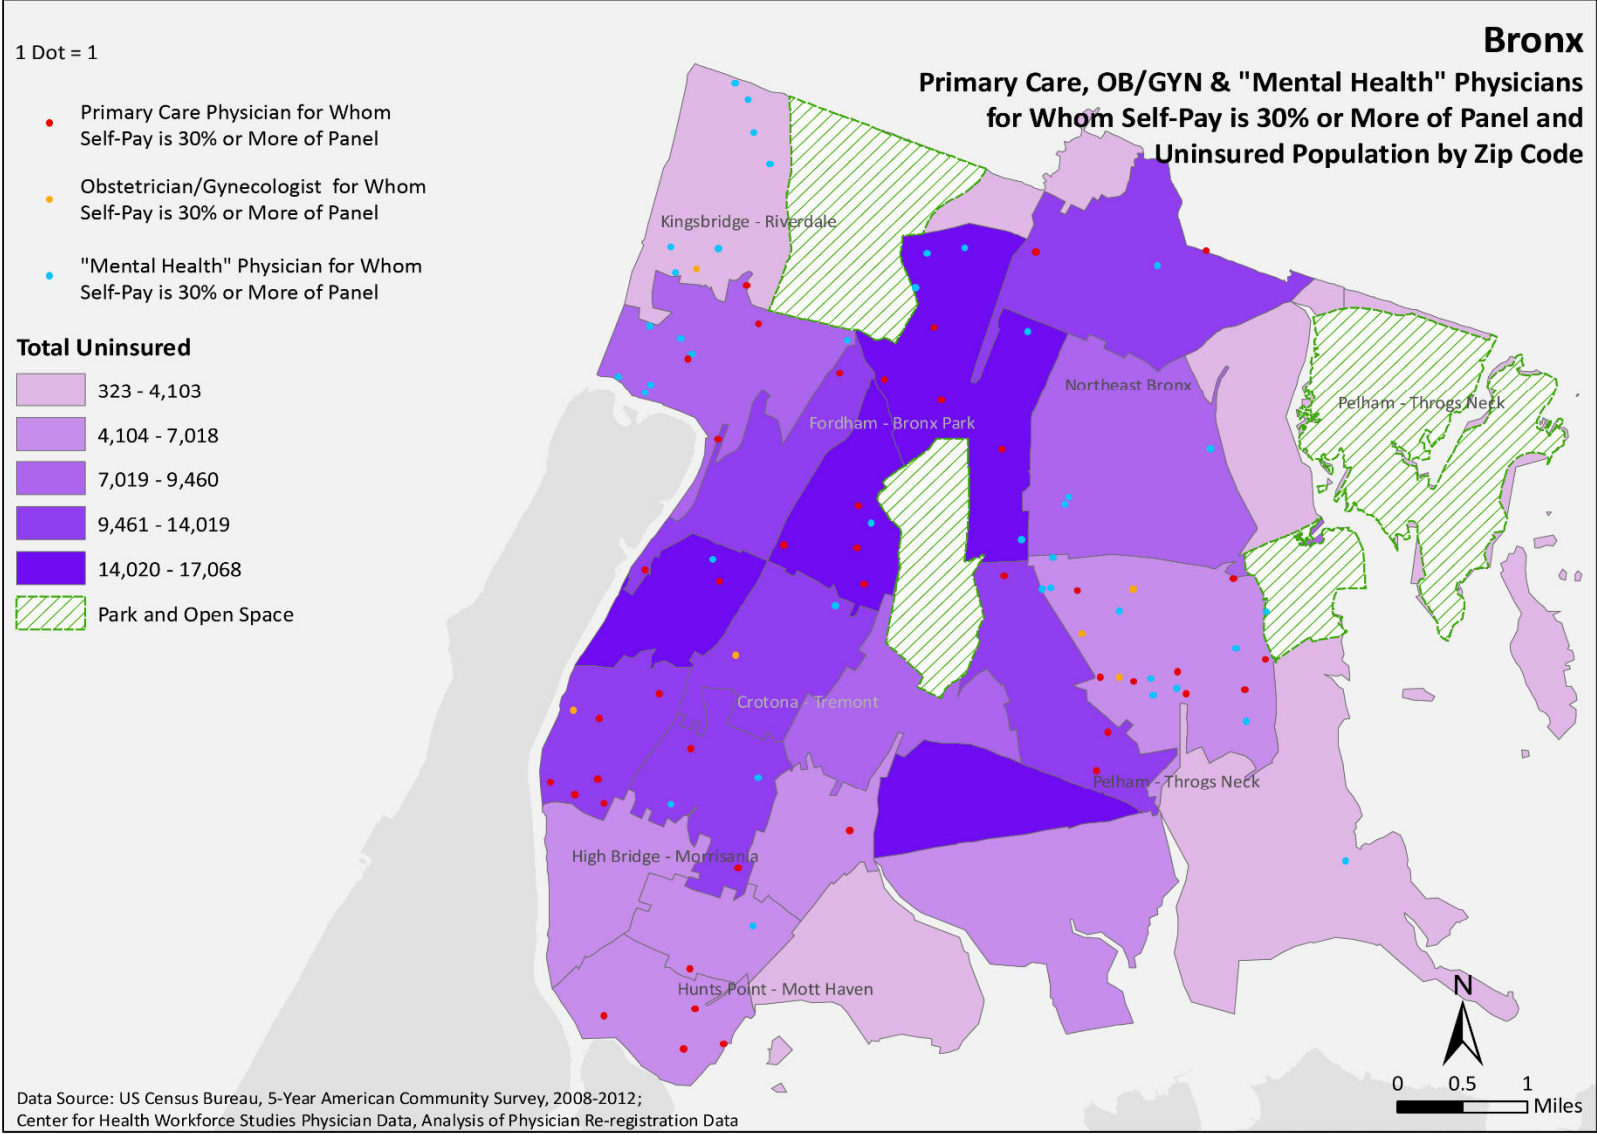 Bronx
Primary Care, OB/GYN & "Mental Health" Physicians
for Whom Self-Pay is 30% or More of Panel and
Uninsured Population by Zip Code
1 Dot = 1
Primary Care Physician for Whom
Self-Pay is 30% or More of Panel
Obstetrician/Gynecologist for Whom
Self-Pay is 30% or More of Panel
"Mental Health" Physician for Whom
Self-Pay is 30% or More of Panel
Total Uninsured
323 - 4,103
4,104 - 7,018
7,019 - 9,460
9,461 - 14,019
14,020 - 17,068
Park and Open Space
Kingsbridge - Riverdale
Northeast Bronx
Pelham - Throgs Neck
Fordham - Bronx Park
Crotona - Tremont
Pelham - Throgs Neck
High Bridge - Morrisania
Hunts Point - Mott Haven
N
0 0.5 1
Miles
Data Source: US Census Bureau, 5-Year American Community Survey, 2008-2012;
Center for Health Workforce Studies Physician Data, Analysis of Physician Re-registration Data